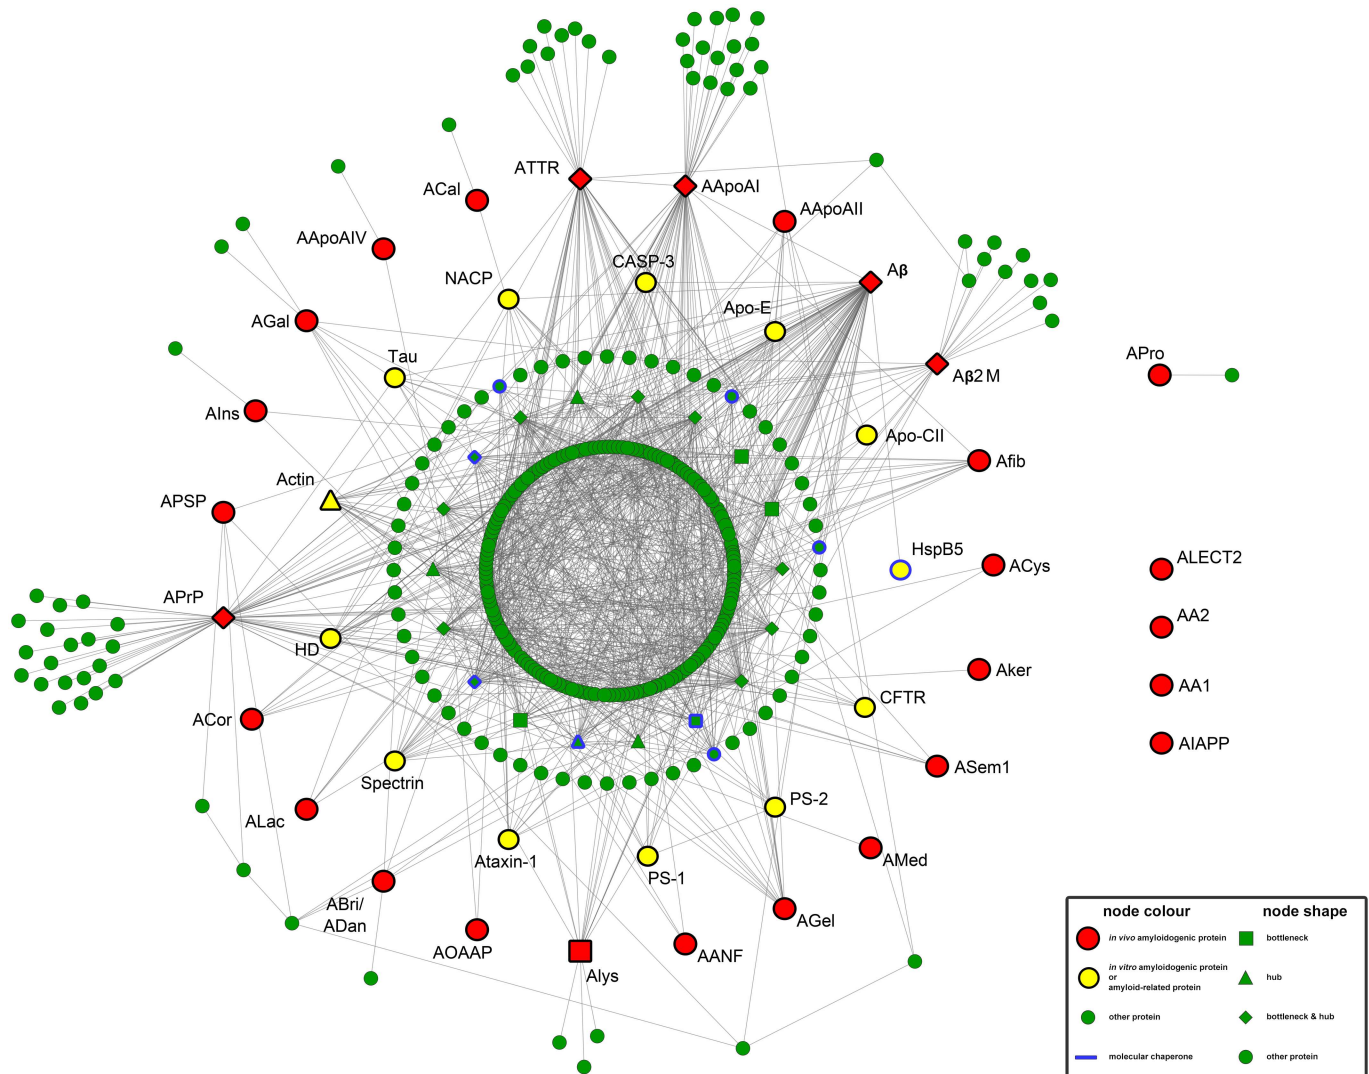 ATTR
AApoAI
ACal
AApoAII
AApoAIV
CASP-3
Aβ
NACP
Apo-E
AGal
Tau
Aβ2M
APro
AIns
Apo-CII
Afib
Actin
APSP
HspB5
ACys
ALECT2
APrP
AA2
HD
Aker
AA1
CFTR
ACor
AIAPP
ASem1
Spectrin
PS-2
ALac
Ataxin-1
AMed
PS-1
ABri/
ADan
AGel
AOAAP
AANF
Alys
node colour
node shape
in vivo amyloidogenic protein
bottleneck
in vitro amyloidogenic protein
or
amyloid-related protein
hub
other protein
bottleneck & hub
molecular chaperone
other protein